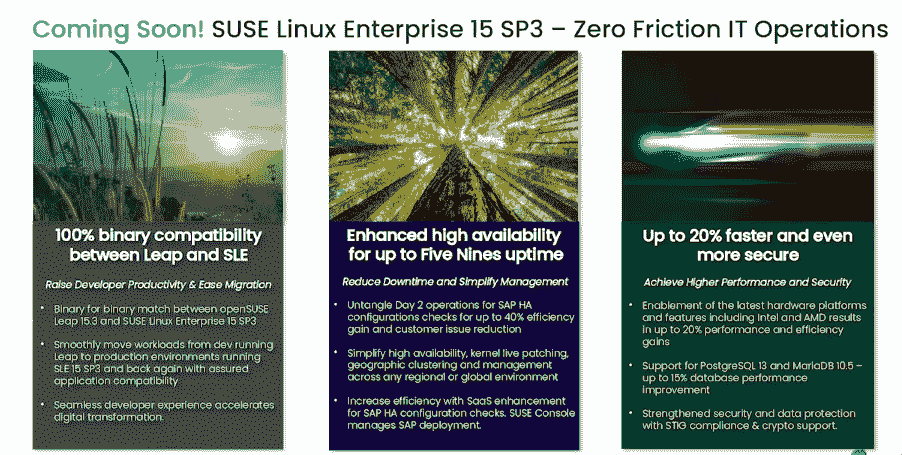 Coming Soon! SUSE Linux Enterprise 15 SP3 – Zero Friction IT Operations
100% binary compatibility
between Leap and SLE
Raise Developer Productivity & Ease Migration
• Binary for binary match between openSUSE
Leap 15.3 and SUSE Linux Enterprise 15 SP3
• Smoothly move workloads from dev running
Leap to production environments running
SLE 15 SP3 and back again with assured
application compatibility
• Seamless developer experience accelerates
digital transformation.
Enhanced high availability
for up to Five Nines uptime
Reduce Downtime and Simplify Management
• Untangle Day 2 operations for SAP HA
configurations checks for up to 40% efficiency
gain and customer issue reduction
• Simplify high availability, kernel live patching,
geographic clustering and management
across any regional or global environment
• Increase efficiency with SaaS enhancement
for SAP HA configuration checks. SUSE Console
manages SAP deployment.
Up to 20% faster and even
more secure
Achieve Higher Performance and Security
• Enablement of the latest hardware platforms
and features including Intel and AMD results
in up to 20% performance and efficiency
gains
• Support for PostgreSQL 13 and MariaDB 10.5 –
up to 15% database performance
improvement
• Strengthened security and data protection
with STIG compliance & crypto support.